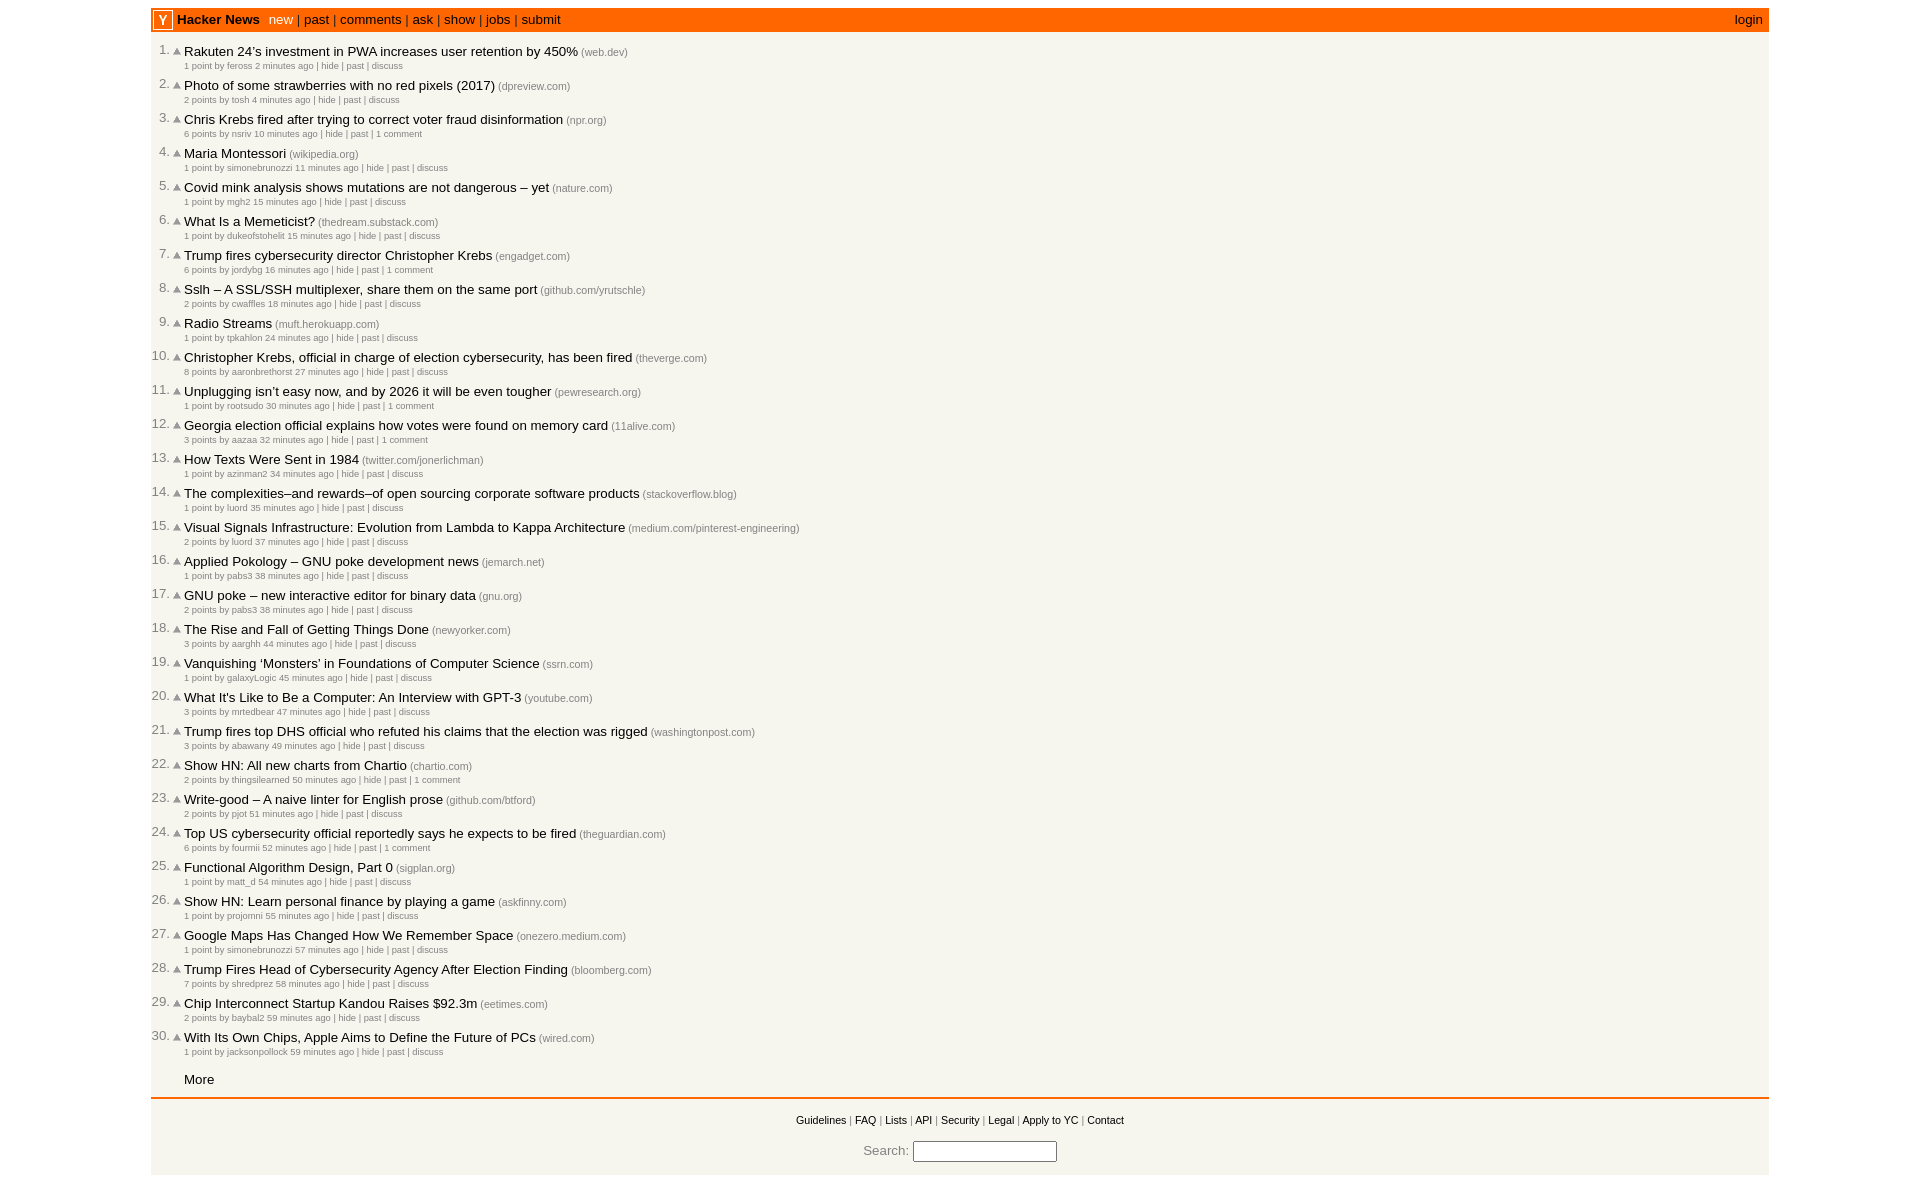 Y Hacker News new | past | comments | ask | show | jobs | submit login
1. Rakuten 24’s investment in PWA increases user retention by 450% (web.dev)
1 point by feross 2 minutes ago | hide | past | discuss
2. Photo of some strawberries with no red pixels (2017) (dpreview.com)
2 points by tosh 4 minutes ago | hide | past | discuss
3. Chris Krebs fired after trying to correct voter fraud disinformation (npr.org)
6 points by nsriv 10 minutes ago | hide | past | 1 comment
4. Maria Montessori (wikipedia.org)
1 point by simonebrunozzi 11 minutes ago | hide | past | discuss
5. Covid mink analysis shows mutations are not dangerous – yet (nature.com)
1 point by mgh2 15 minutes ago | hide | past | discuss
6. What Is a Memeticist? (thedream.substack.com)
1 point by dukeofstohelit 15 minutes ago | hide | past | discuss
7. Trump fires cybersecurity director Christopher Krebs (engadget.com)
6 points by jordybg 16 minutes ago | hide | past | 1 comment
8. Sslh – A SSL/SSH multiplexer, share them on the same port (github.com/yrutschle)
2 points by cwaffles 18 minutes ago | hide | past | discuss
9. Radio Streams (muft.herokuapp.com)
1 point by tpkahlon 24 minutes ago | hide | past | discuss
10. Christopher Krebs, official in charge of election cybersecurity, has been fired (theverge.com)
8 points by aaronbrethorst 27 minutes ago | hide | past | discuss
11. Unplugging isn’t easy now, and by 2026 it will be even tougher (pewresearch.org)
1 point by rootsudo 30 minutes ago | hide | past | 1 comment
12. Georgia election official explains how votes were found on memory card (11alive.com)
3 points by aazaa 32 minutes ago | hide | past | 1 comment
13. How Texts Were Sent in 1984 (twitter.com/jonerlichman)
1 point by azinman2 34 minutes ago | hide | past | discuss
14. The complexities–and rewards–of open sourcing corporate software products (stackoverflow.blog)
1 point by luord 35 minutes ago | hide | past | discuss
15. Visual Signals Infrastructure: Evolution from Lambda to Kappa Architecture (medium.com/pinterest-engineering)
2 points by luord 37 minutes ago | hide | past | discuss
16. Applied Pokology – GNU poke development news (jemarch.net)
1 point by pabs3 38 minutes ago | hide | past | discuss
17. GNU poke – new interactive editor for binary data (gnu.org)
2 points by pabs3 38 minutes ago | hide | past | discuss
18. The Rise and Fall of Getting Things Done (newyorker.com)
3 points by aarghh 44 minutes ago | hide | past | discuss
19. Vanquishing ‘Monsters’ in Foundations of Computer Science (ssrn.com)
1 point by galaxyLogic 45 minutes ago | hide | past | discuss
20. What It's Like to Be a Computer: An Interview with GPT-3 (youtube.com)
3 points by mrtedbear 47 minutes ago | hide | past | discuss
21. Trump fires top DHS official who refuted his claims that the election was rigged (washingtonpost.com)
3 points by abawany 49 minutes ago | hide | past | discuss
22. Show HN: All new charts from Chartio (chartio.com)
2 points by thingsilearned 50 minutes ago | hide | past | 1 comment
23. Write-good – A naive linter for English prose (github.com/btford)
2 points by pjot 51 minutes ago | hide | past | discuss
24. Top US cybersecurity official reportedly says he expects to be fired (theguardian.com)
6 points by fourmii 52 minutes ago | hide | past | 1 comment
25. Functional Algorithm Design, Part 0 (sigplan.org)
1 point by matt_d 54 minutes ago | hide | past | discuss
26. Show HN: Learn personal finance by playing a game (askfinny.com)
1 point by projomni 55 minutes ago | hide | past | discuss
27. Google Maps Has Changed How We Remember Space (onezero.medium.com)
1 point by simonebrunozzi 57 minutes ago | hide | past | discuss
28. Trump Fires Head of Cybersecurity Agency After Election Finding (bloomberg.com)
7 points by shredprez 58 minutes ago | hide | past | discuss
29. Chip Interconnect Startup Kandou Raises $92.3m (eetimes.com)
2 points by baybal2 59 minutes ago | hide | past | discuss
30. With Its Own Chips, Apple Aims to Define the Future of PCs (wired.com)
1 point by jacksonpollock 59 minutes ago | hide | past | discuss
More
Guidelines | FAQ | Lists | API | Security | Legal | Apply to YC | Contact
Search: